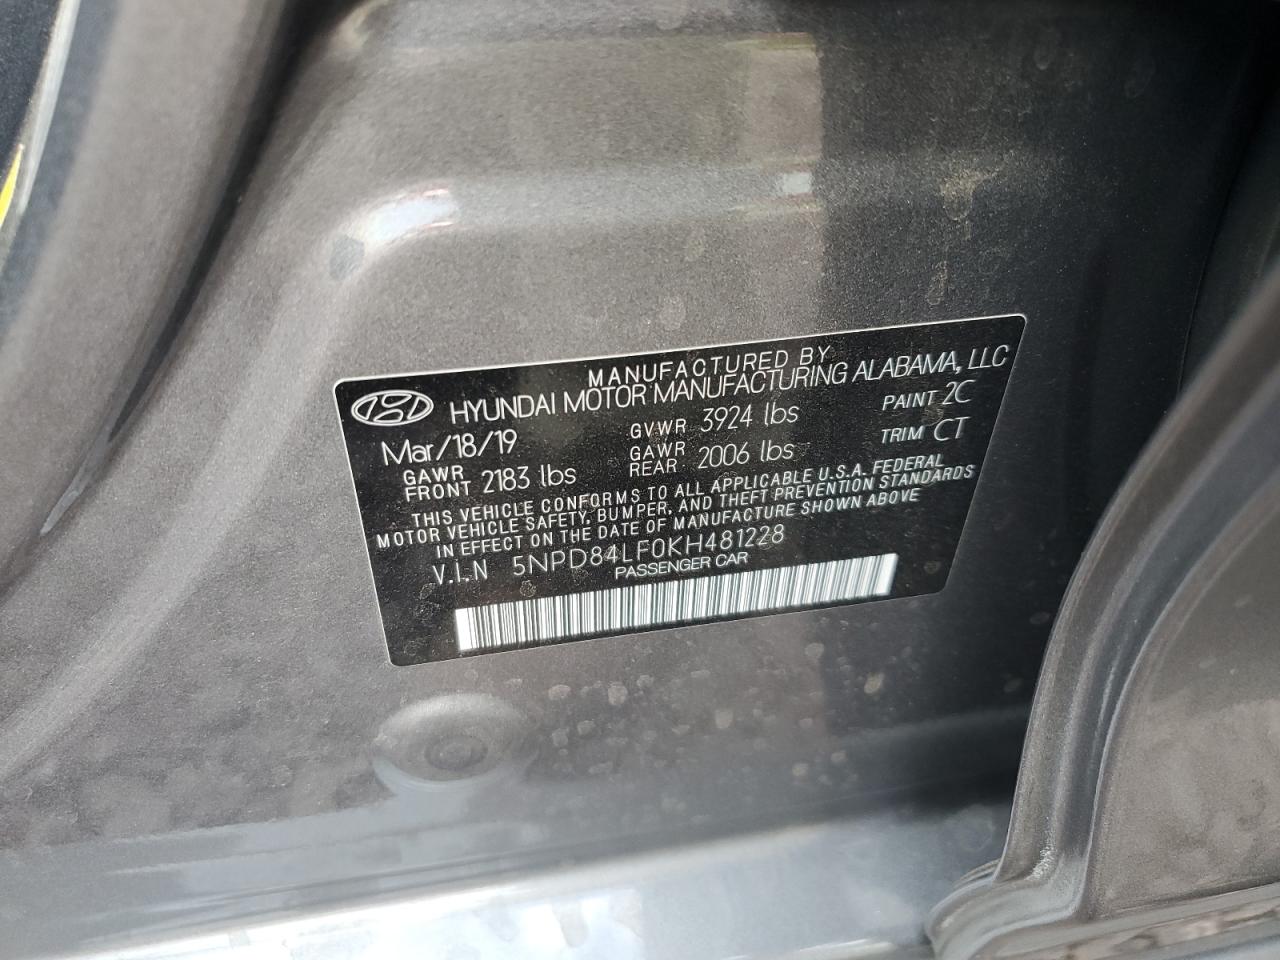 MANUFACTURED BY
HYUNDAI MOTOR MANUFACTURING ALABAMA, LLC
Mar/18/19 GVWR 3924 lbs PAINT 2C
GAWR FRONT 2183 lbs GAWR REAR 2006 lbs TRIM CT
THIS VEHICLE CONFORMS TO ALL APPLICABLE U.S.A. FEDERAL
MOTOR VEHICLE SAFETY, BUMPER, AND THEFT PREVENTION STANDARDS
IN EFFECT ON THE DATE OF MANUFACTURE SHOWN ABOVE
V.I.N 5NPD84LF0KH481228
PASSENGER CAR